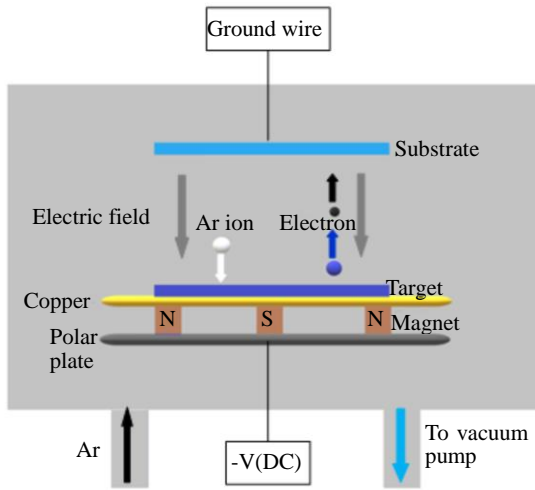 Ground wire
Substrate
Electric field
Ar ion
Electron
Target
Copper
N
S
N
Magnet
Polar
plate
Ar
-V(DC)
To vacuum
pump